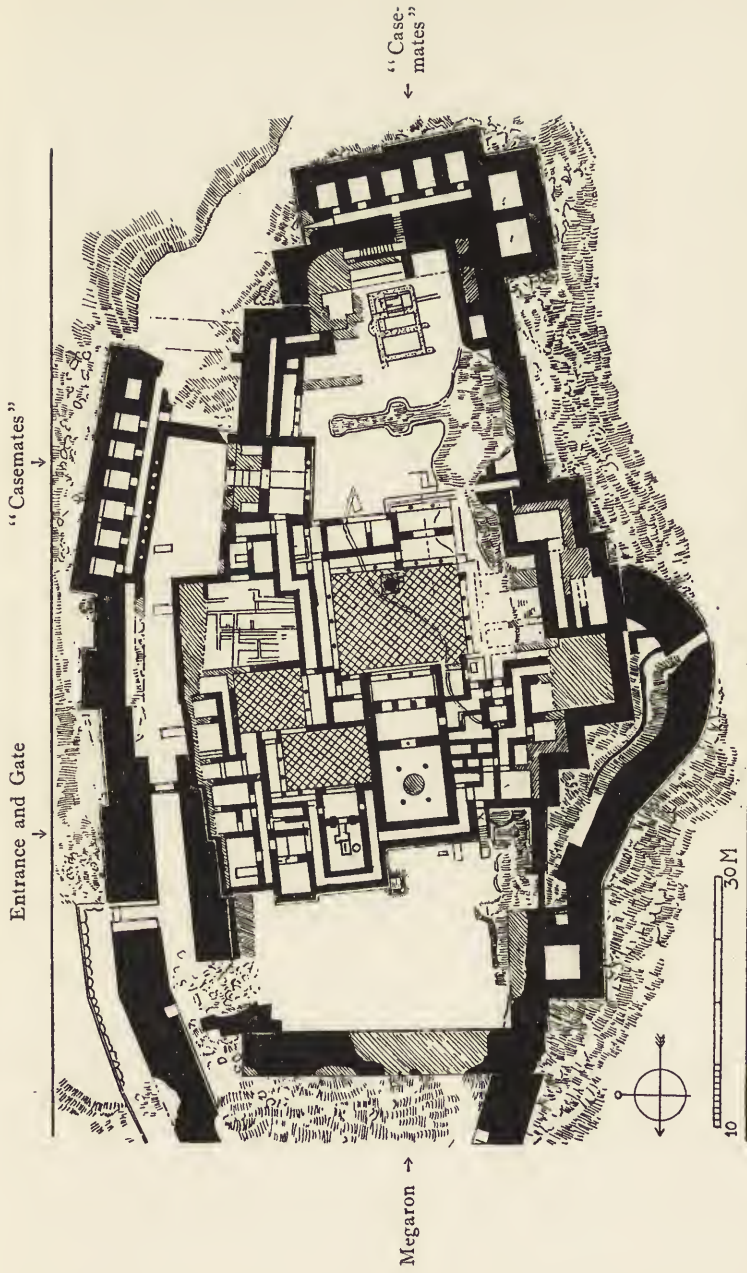 Entrance and Gate
↓
“Casemates”
↓
“Case-
mates”
←
Megaron →
10 30 M